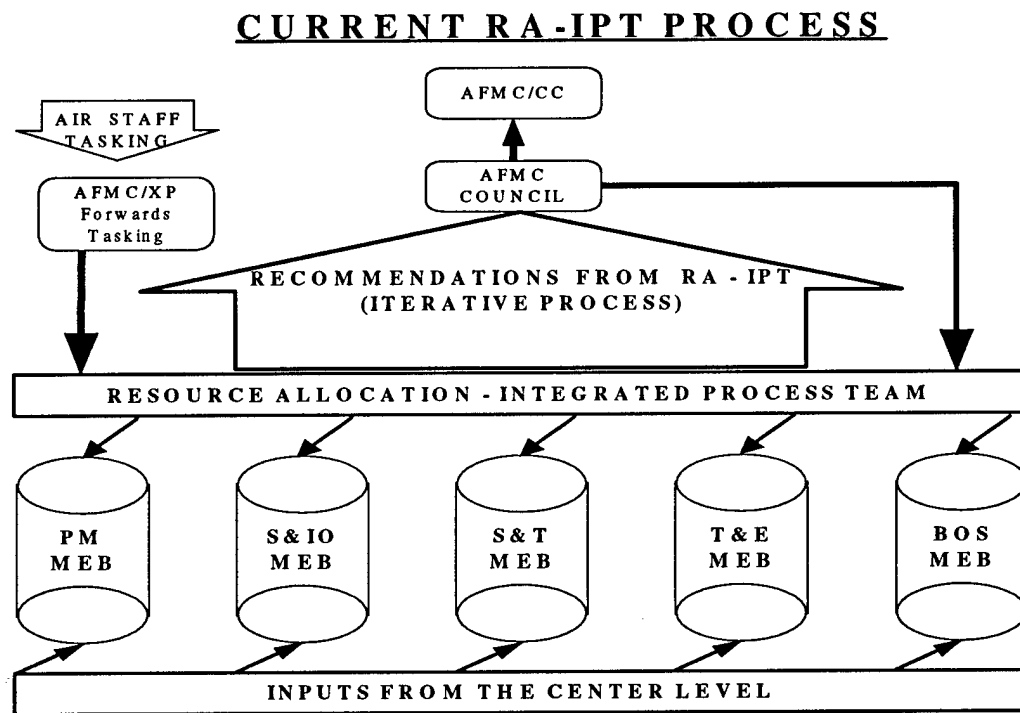 CURRENT RA-IPT PROCESS
AFMC/CC
AIR STAFF
TASKING
AFMC/XP
Forwards
Tasking
AFMC
COUNCIL
RECOMMENDATIONS FROM RA - IPT
(ITERATIVE PROCESS)
RESOURCE ALLOCATION - INTEGRATED PROCESS TEAM
PM
MEB
S&IO
MEB
S&T
MEB
T&E
MEB
BOS
MEB
INPUTS FROM THE CENTER LEVEL